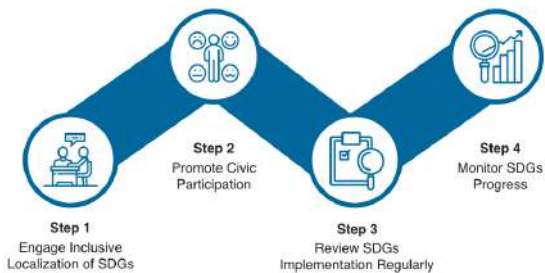 Step 1
Engage Inclusive
Localization of SDGs
Step 2
Promote Civic
Participation
Step 3
Review SDGs
Implementation Regularly
Step 4
Monitor SDGs
Progress